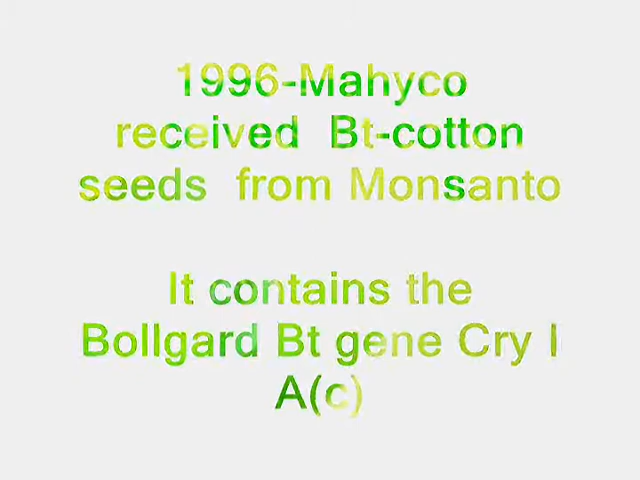 1996-Mahyco
received Bt-cotton
seeds from Monsanto
It contains the
Bollgard Bt gene Cry I
A(c)